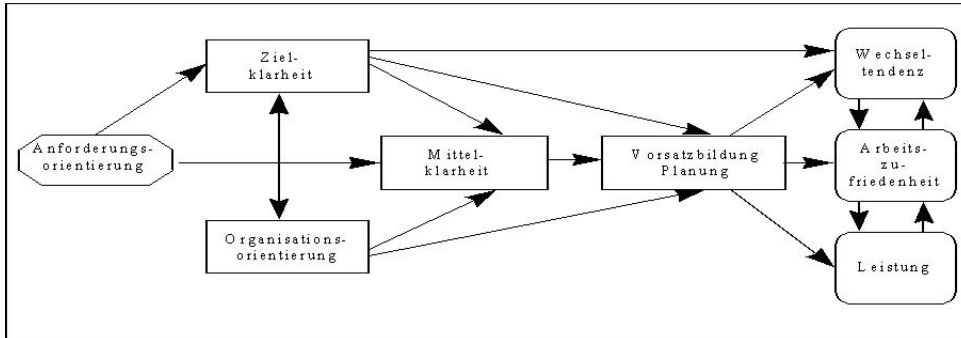 Ziel-
klarheit
Wechsel-
tendenz
Anforderungs-
orientierung
Mittel-
klarheit
Vorsatzbildung
Planung
Arbeits-
zu-
friedenheit
Organisations-
orientierung
Leistung